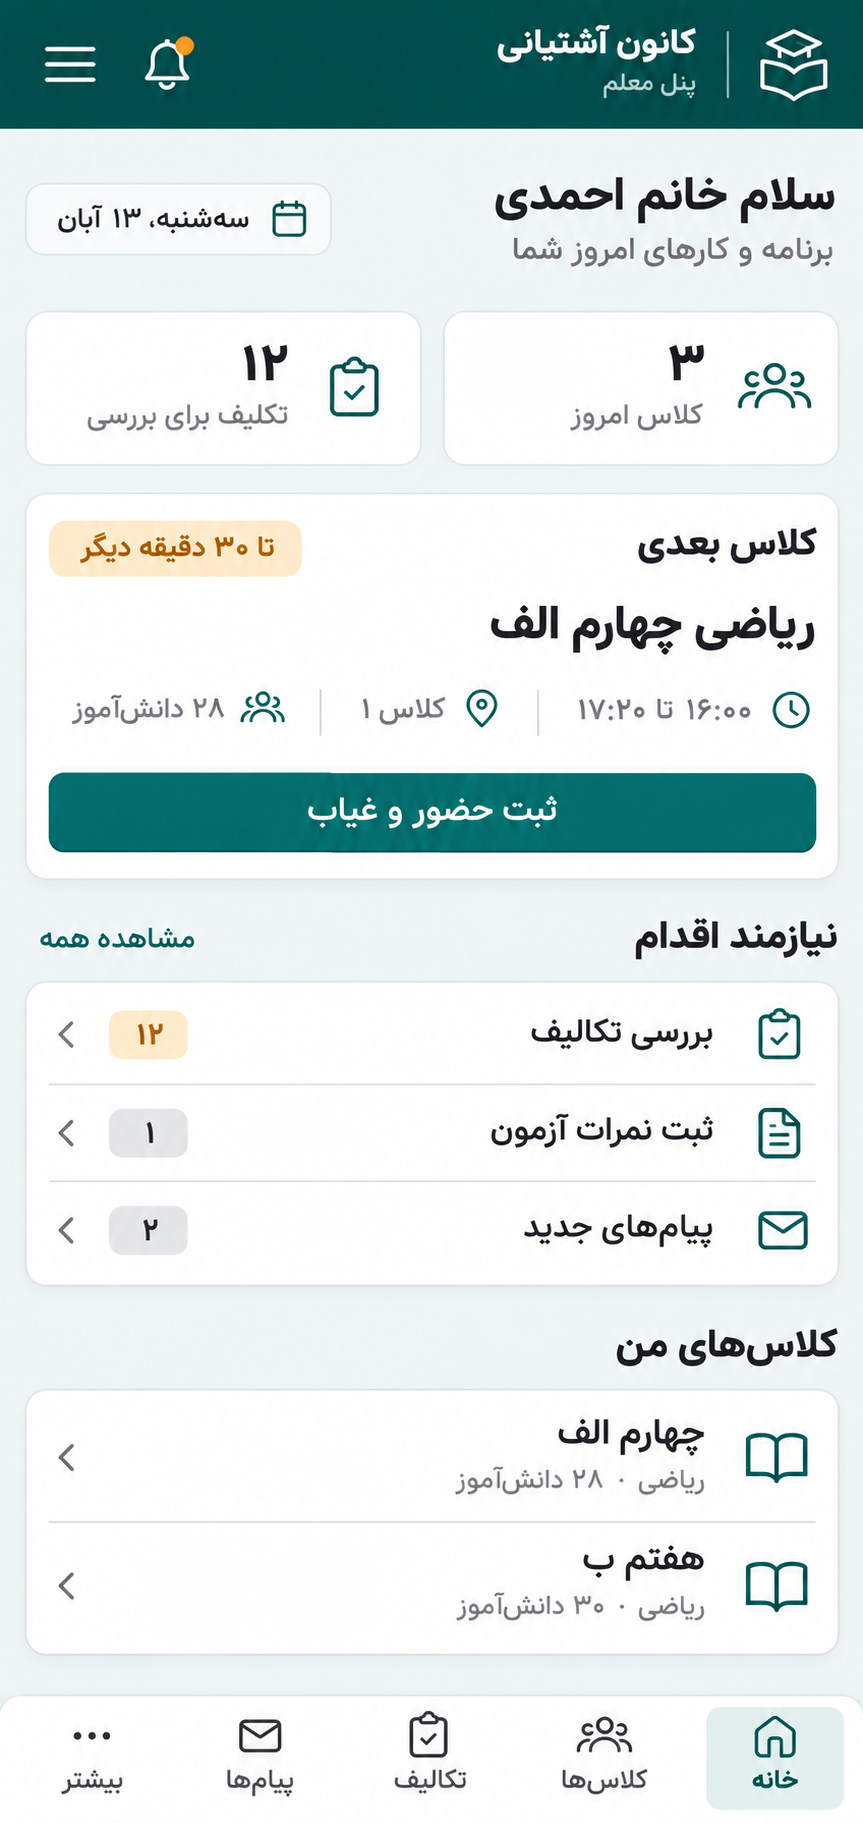 کانون آشتیانی
پنل معلم
سلام خانم احمدی
برنامه و کارهای امروز شما
سه‌شنبه، ۱۳ آبان
۳
کلاس امروز
۱۲
تکلیف برای بررسی
کلاس بعدی
تا ۳۰ دقیقه دیگر
ریاضی چهارم الف
۱۶:۰۰ تا ۱۷:۲۰
کلاس ۱
۲۸ دانش‌آموز
ثبت حضور و غیاب
نیازمند اقدام
مشاهده همه
بررسی تکالیف
۱۲
ثبت نمرات آزمون
۱
پیام‌های جدید
۲
کلاس‌های من
چهارم الف
ریاضی · ۲۸ دانش‌آموز
هفتم ب
ریاضی · ۳۰ دانش‌آموز
خانه
کلاس‌ها
تکالیف
پیام‌ها
بیشتر